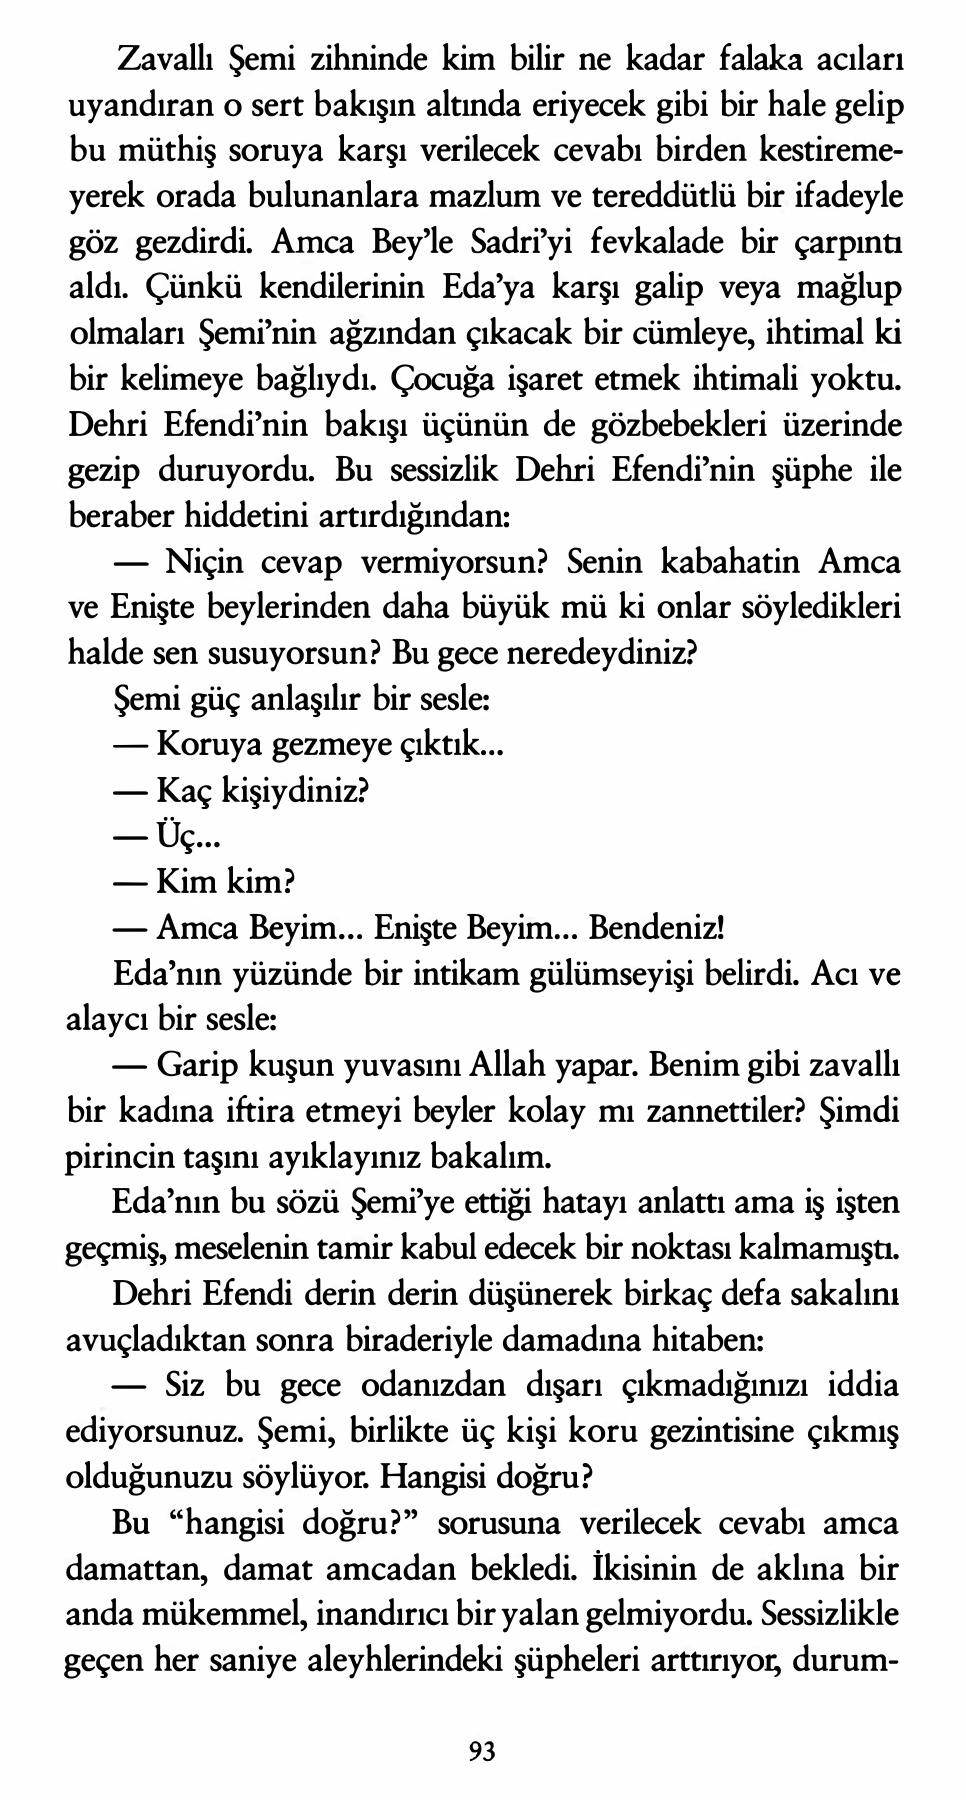 Zavallı Şemi zihninde kim bilir ne kadar falaka acıları
uyandıran o sert bakışın altında eriyecek gibi bir hale gelip
bu müthiş soruya karşı verilecek cevabı birden kestireme-
yerek orada bulunanlara mazlum ve tereddütlü bir ifadeyle
göz gezdirdi. Amca Bey’le Sadri’yi fevkalade bir çarpıntı
aldı. Çünkü kendilerinin Eda’ya karşı galip veya mağlup
olmaları Şemi’nin ağzından çıkacak bir cümleye, ihtimal ki
bir kelimeye bağlıydı. Çocuğa işaret etmek ihtimali yoktu.
Dehri Efendi’nin bakışı üçünün de gözbebekleri üzerinde
gezip duruyordu. Bu sessizlik Dehri Efendi’nin şüphe ile
beraber hiddetini artırdığından:
— Niçin cevap vermiyorsun? Senin kabahatin Amca
ve Enişte beylerinden daha büyük mü ki onlar söyledikleri
halde sen susuyorsun? Bu gece neredeydiniz?
Şemi güç anlaşılır bir sesle:
— Koruya gezmeye çıktık...
— Kaç kişiydiniz?
— Üç...
— Kim kim?
— Amca Beyim... Enişte Beyim... Bendeniz!
Eda’nın yüzünde bir intikam gülümseyişi belirdi. Acı ve
alaycı bir sesle:
— Garip kuşun yuvasını Allah yapar. Benim gibi zavallı
bir kadına iftira etmeyi beyler kolay mı zannettiler? Şimdi
pirincin taşını ayıklayınız bakalım.
Eda’nın bu sözü Şemi’ye ettiği hatayı anlattı ama iş işten
geçmiş, meselenin tamir kabul edecek bir noktası kalmamıştı.
Dehri Efendi derin derin düşünerek birkaç defa sakalını
avuçladıktan sonra biraderiyle damadına hitaben:
— Siz bu gece odanızdan dışarı çıkmadığınızı iddia
ediyorsunuz. Şemi, birlikte üç kişi koru gezintisine çıkmış
olduğunuzu söylüyor. Hangisi doğru?
Bu “hangisi doğru?” sorusuna verilecek cevabı amca
damattan, damat amcadan bekledi. İkisinin de aklına bir
anda mükemmel, inandırıcı bir yalan gelmiyordu. Sessizlikle
geçen her saniye aleyhlerindeki şüpheleri arttırıyor, durum-
93